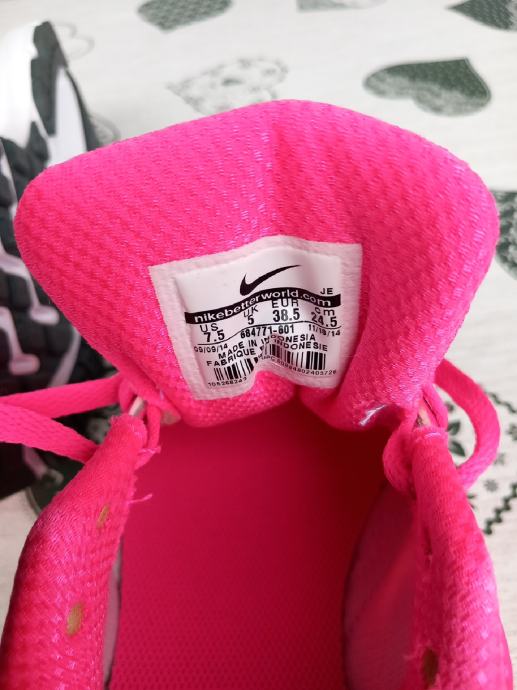 JE
nikebetterworld.com
US UK EUR cm
7.5 5 38.5 24.5
09/09/14 684771-601 11/18/14
MADE IN INDONESIA
FABRIQUE EN INDONESIE